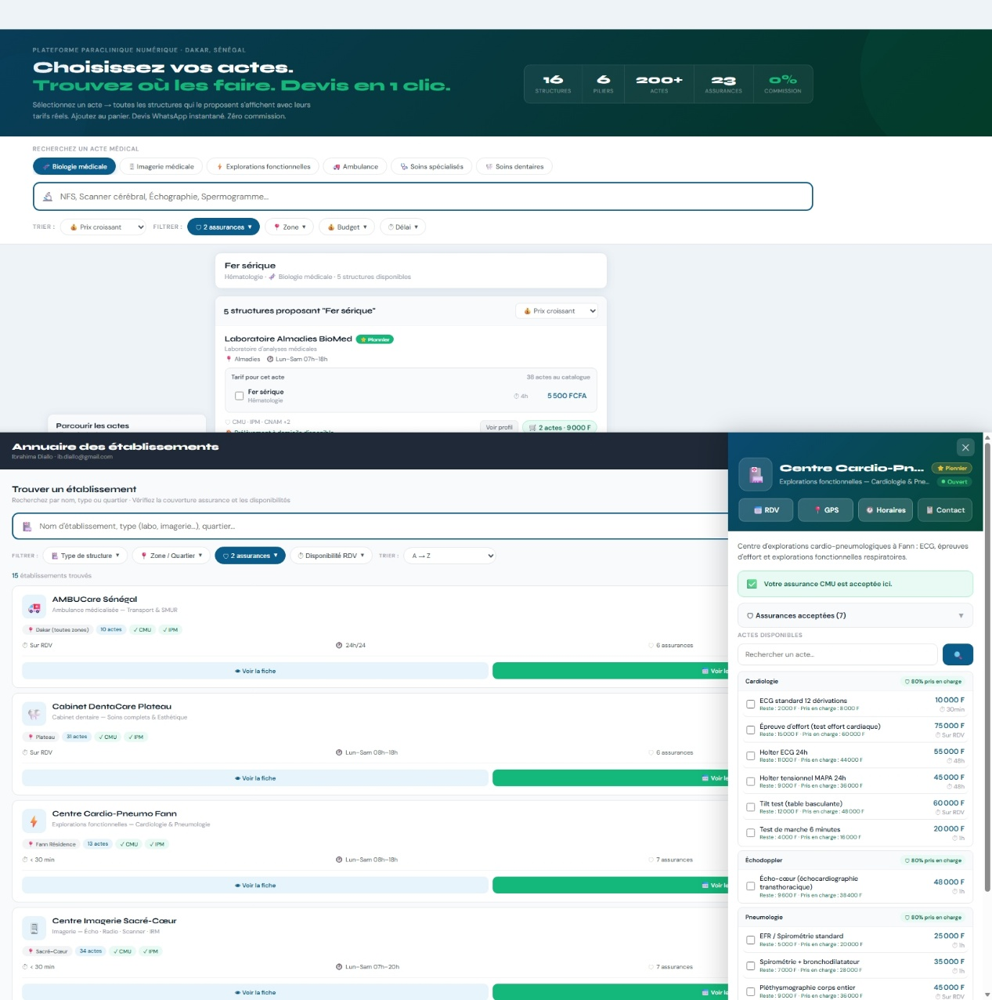 PLATEFORME PARACLINIQUE NUMÉRIQUE · DAKAR, SÉNÉGAL
Choisissez vos actes.
Trouvez où les faire. Devis en 1 clic.
Sélectionnez un acte → toutes les structures qui le proposent s'affichent avec leurs
tarifs réels. Ajoutez au panier. Devis WhatsApp instantané. Zéro commission.
16 6 200+ 23 0%
STRUCTURES PILIERS ACTES ASSURANCES COMMISSION
RECHERCHEZ UN ACTE MÉDICAL
Biologie médicale Imagerie médicale Explorations fonctionnelles Ambulance Soins spécialisés Soins dentaires
NFS, Scanner cérébral, Échographie, Spermogramme...
TRIER : Prix croissant FILTRER : 2 assurances ▾ Zone ▾ Budget ▾ Délai ▾
Fer sérique
Hématologie · Biologie médicale · 5 structures disponibles
5 structures proposant "Fer sérique" Prix croissant
Laboratoire Almadies BioMed Pionnier
Laboratoire d'analyses médicales
Almadies Lun–Sam 07h–18h
Tarif pour cet acte 38 actes au catalogue
Fer sérique 4h 5 500 FCFA
Hématologie
CMU · IPM · CNAM +2
Prélèvement à domicile disponible
Voir profil 2 actes · 9 000 F
Parcourir les actes
Annuaire des établissements
Ibrahima Diallo · ib.diallo@gmail.com
Trouver un établissement
Recherchez par nom, type ou quartier · Vérifiez la couverture assurance et les disponibilités
Nom d'établissement, type (labo, imagerie...), quartier...
FILTRER : Type de structure ▾ Zone / Quartier ▾ 2 assurances ▾ Disponibilité RDV ▾ TRIER : A → Z
15 établissements trouvés
AMBUCare Sénégal
Ambulance médicalisée — Transport & SMUR
Dakar (toutes zones) 10 actes ✓ CMU ✓ IPM
Sur RDV 24h/24 6 assurances
Voir la fiche Voir le
Cabinet DentaCare Plateau
Cabinet dentaire — Soins complets & Esthétique
Plateau 31 actes ✓ CMU ✓ IPM
Sur RDV Lun–Sam 08h–18h 6 assurances
Voir la fiche Voir le
Centre Cardio-Pneumo Fann
Explorations fonctionnelles — Cardiologie & Pneumologie
Fann Résidence 13 actes ✓ CMU ✓ IPM
< 30 min Lun–Sam 08h–18h 7 assurances
Voir la fiche Voir le
Centre Imagerie Sacré-Cœur
Imagerie — Écho · Radio · Scanner · IRM
Sacré-Cœur 34 actes ✓ CMU ✓ IPM
< 30 min Lun–Sam 07h–20h 7 assurances
Voir la fiche Voir le
Centre Cardio-Pn... Pionnier
Explorations fonctionnelles — Cardiologie & Pne... Ouvert
RDV GPS Horaires Contact
Centre d'explorations cardio-pneumologiques à Fann : ECG, épreuves
d'effort et explorations fonctionnelles respiratoires.
Votre assurance CMU est acceptée ici.
Assurances acceptées (7) ▼
ACTES DISPONIBLES
Rechercher un acte...
Cardiologie 80% pris en charge
ECG standard 12 dérivations 10 000 F
Reste : 2 000 F · Pris en charge : 8 000 F 30min
Épreuve d'effort (test effort cardiaque) 75 000 F
Reste : 15 000 F · Pris en charge : 60 000 F Sur RDV
Holter ECG 24h 55 000 F
Reste : 11 000 F · Pris en charge : 44 000 F 48h
Holter tensionnel MAPA 24h 45 000 F
Reste : 9 000 F · Pris en charge : 36 000 F 48h
Tilt test (table basculante) 60 000 F
Reste : 12 000 F · Pris en charge : 48 000 F Sur RDV
Test de marche 6 minutes 20 000 F
Reste : 4 000 F · Pris en charge : 16 000 F 1h
Échodoppler 80% pris en charge
Écho-cœur (échocardiographie
transthoracique) 48 000 F
Reste : 9 600 F · Pris en charge : 38 400 F 1h
Pneumologie 80% pris en charge
EFR / Spirométrie standard 25 000 F
Reste : 5 000 F · Pris en charge : 20 000 F 1h
Spirométrie + bronchodilatateur 35 000 F
Reste : 7 000 F · Pris en charge : 28 000 F 1h
Pléthysmographie corps entier 45 000 F
Reste : 9 000 F · Pris en charge : 36 000 F Sur RDV